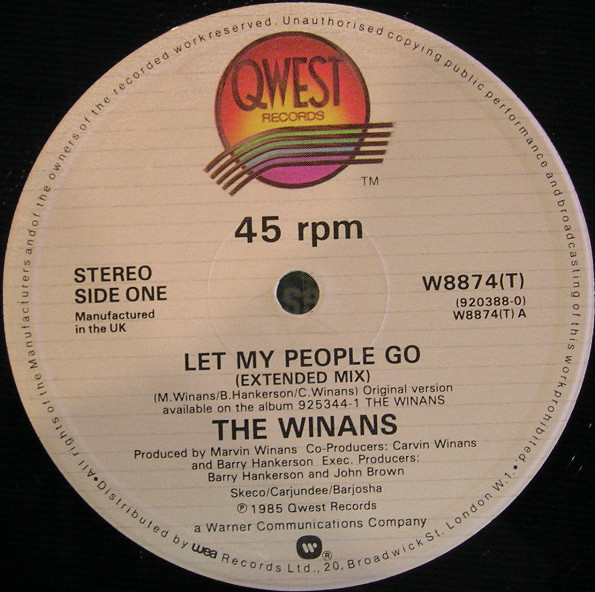 QWEST
RECORDS
TM
45 rpm
STEREO
SIDE ONE
Manufactured
in the UK
W8874(T)
(920388-0)
W8874(T) A
LET MY PEOPLE GO
(EXTENDED MIX)
(M.Winans/B.Hankerson/C.Winans) Original version
available on the album 925344-1 THE WINANS
THE WINANS
Produced by Marvin Winans Co-Producers: Carvin Winans
and Barry Hankerson Exec. Producers:
Barry Hankerson and John Brown
Skeco/Carjundee/Barjosha
℗ 1985 Qwest Records
a Warner Communications Company
®
•All rights of the Manufacturers and of the owners of the recorded work reserved. Unauthorised copying public performance and broadcasting of this work prohibited.
•Distributed by wea Records Ltd., 20, Broadwick St. London W.1.•